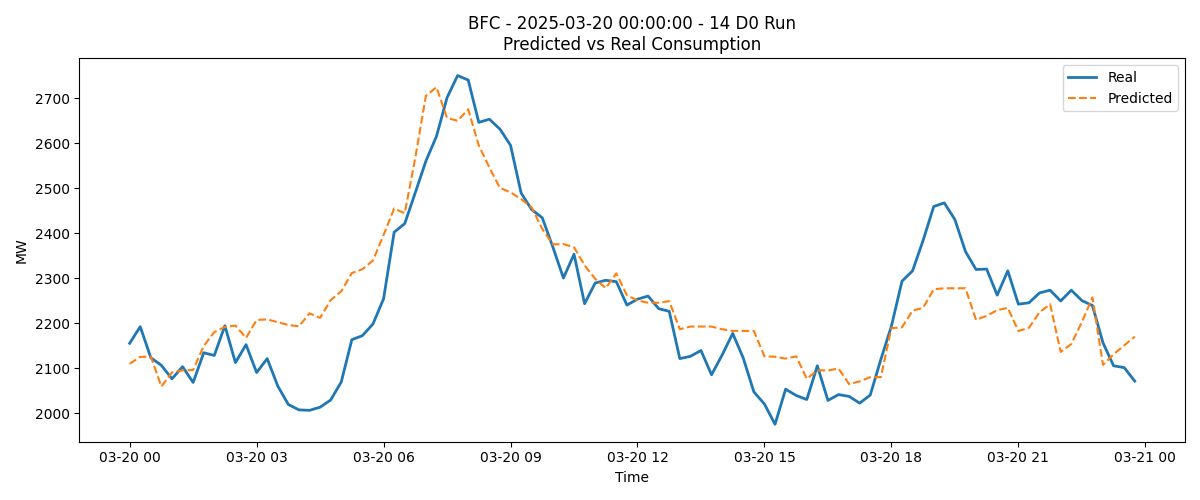 BFC - 2025-03-20 00:00:00 - 14 D0 Run
Predicted vs Real Consumption
Real
Predicted
MW
2700
2600
2500
2400
2300
2200
2100
2000
03-20 00
03-20 03
03-20 06
03-20 09
03-20 12
03-20 15
03-20 18
03-20 21
03-21 00
Time